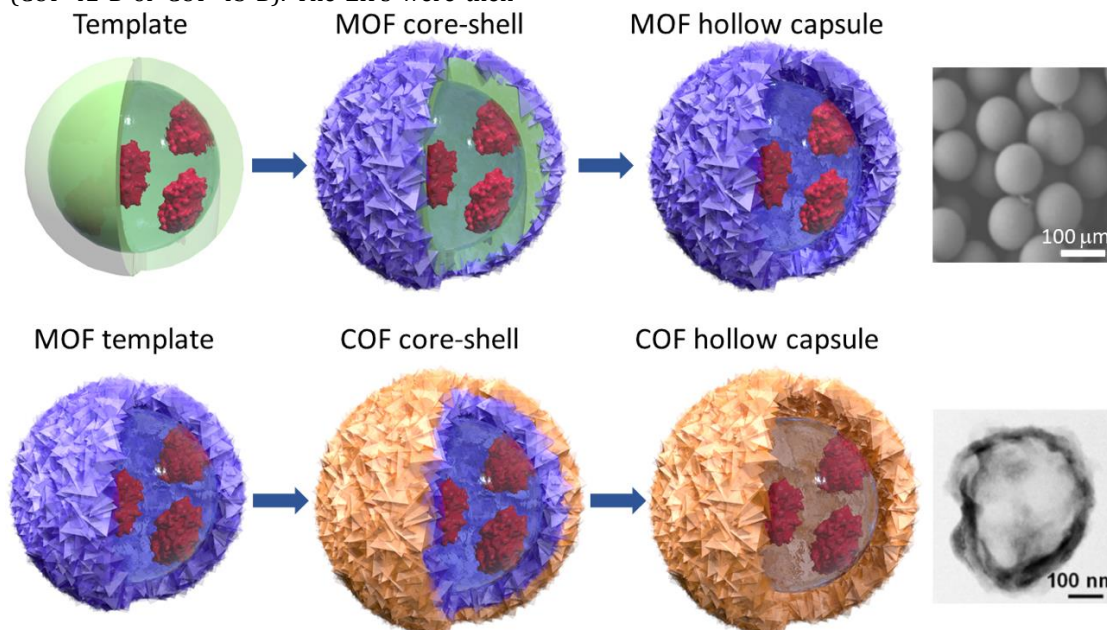 Template
MOF core-shell
MOF hollow capsule
100 μm
MOF template
COF core-shell
COF hollow capsule
100 nm